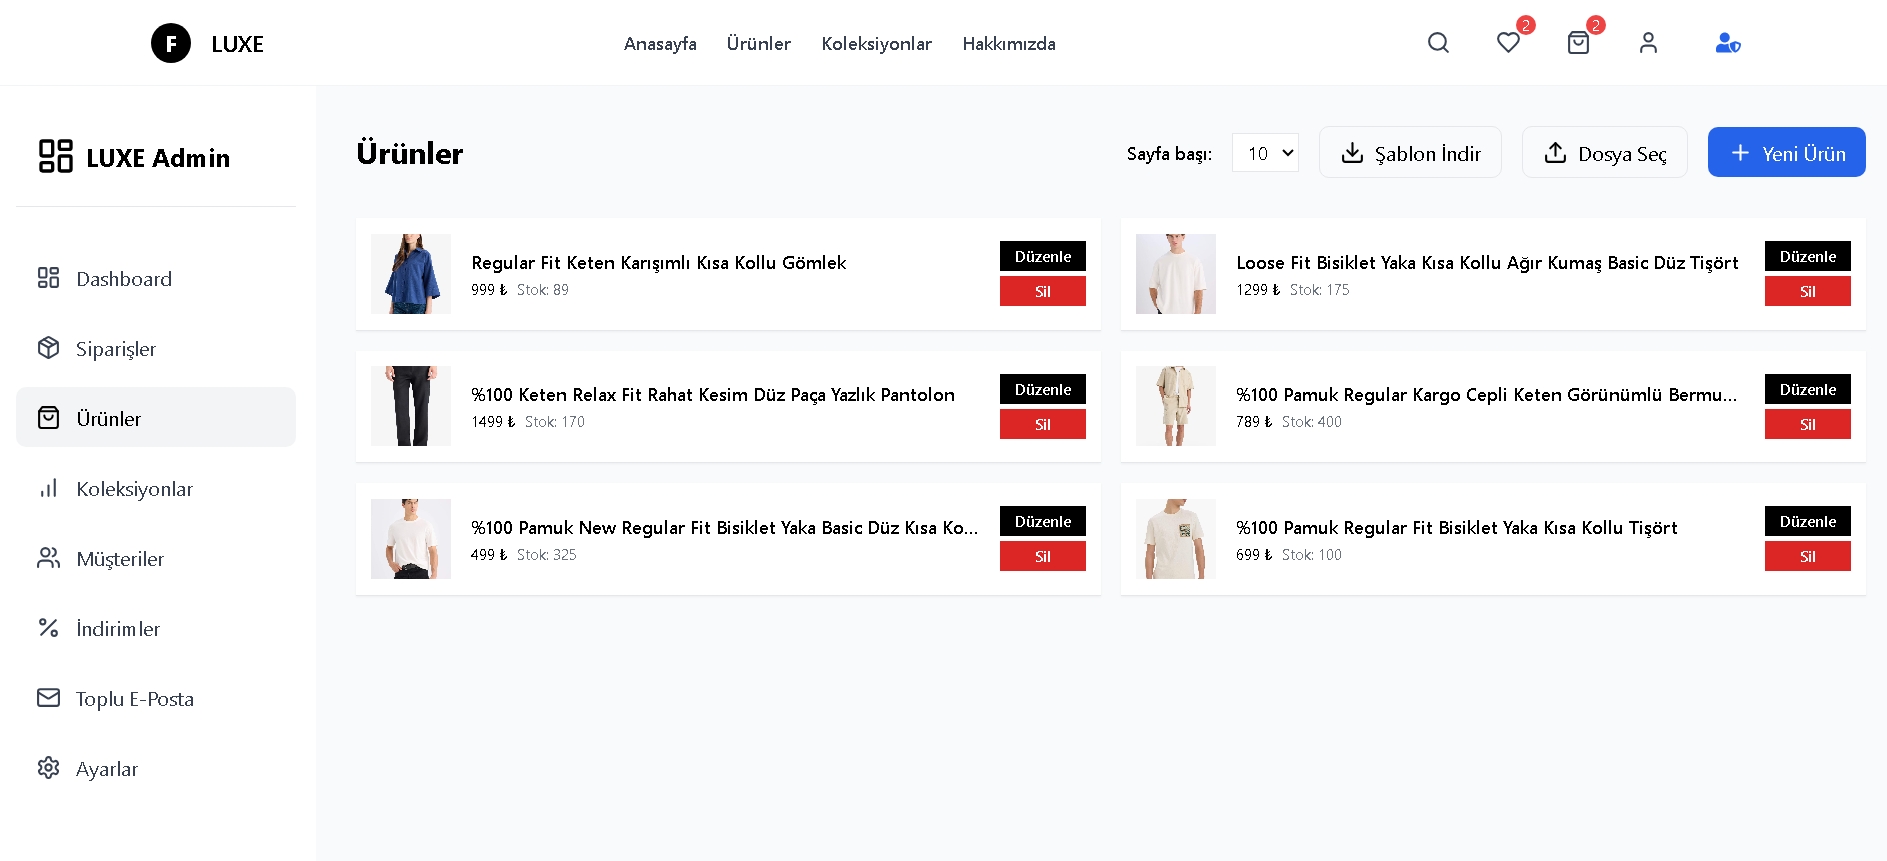 F LUXE
Anasayfa Ürünler Koleksiyonlar Hakkımızda
2 2
LUXE Admin
Dashboard
Siparişler
Ürünler
Koleksiyonlar
Müşteriler
İndirimler
Toplu E-Posta
Ayarlar
Ürünler
Sayfa başı: 10 Şablon İndir Dosya Seç + Yeni Ürün
Regular Fit Keten Karışımlı Kısa Kollu Gömlek
999 ₺ Stok: 89
Düzenle
Sil
Loose Fit Bisiklet Yaka Kısa Kollu Ağır Kumaş Basic Düz Tişört
1299 ₺ Stok: 175
Düzenle
Sil
%100 Keten Relax Fit Rahat Kesim Düz Paça Yazlık Pantolon
1499 ₺ Stok: 170
Düzenle
Sil
%100 Pamuk Regular Kargo Cepli Keten Görünümlü Bermu...
789 ₺ Stok: 400
Düzenle
Sil
%100 Pamuk New Regular Fit Bisiklet Yaka Basic Düz Kısa Ko...
499 ₺ Stok: 325
Düzenle
Sil
%100 Pamuk Regular Fit Bisiklet Yaka Kısa Kollu Tişört
699 ₺ Stok: 100
Düzenle
Sil